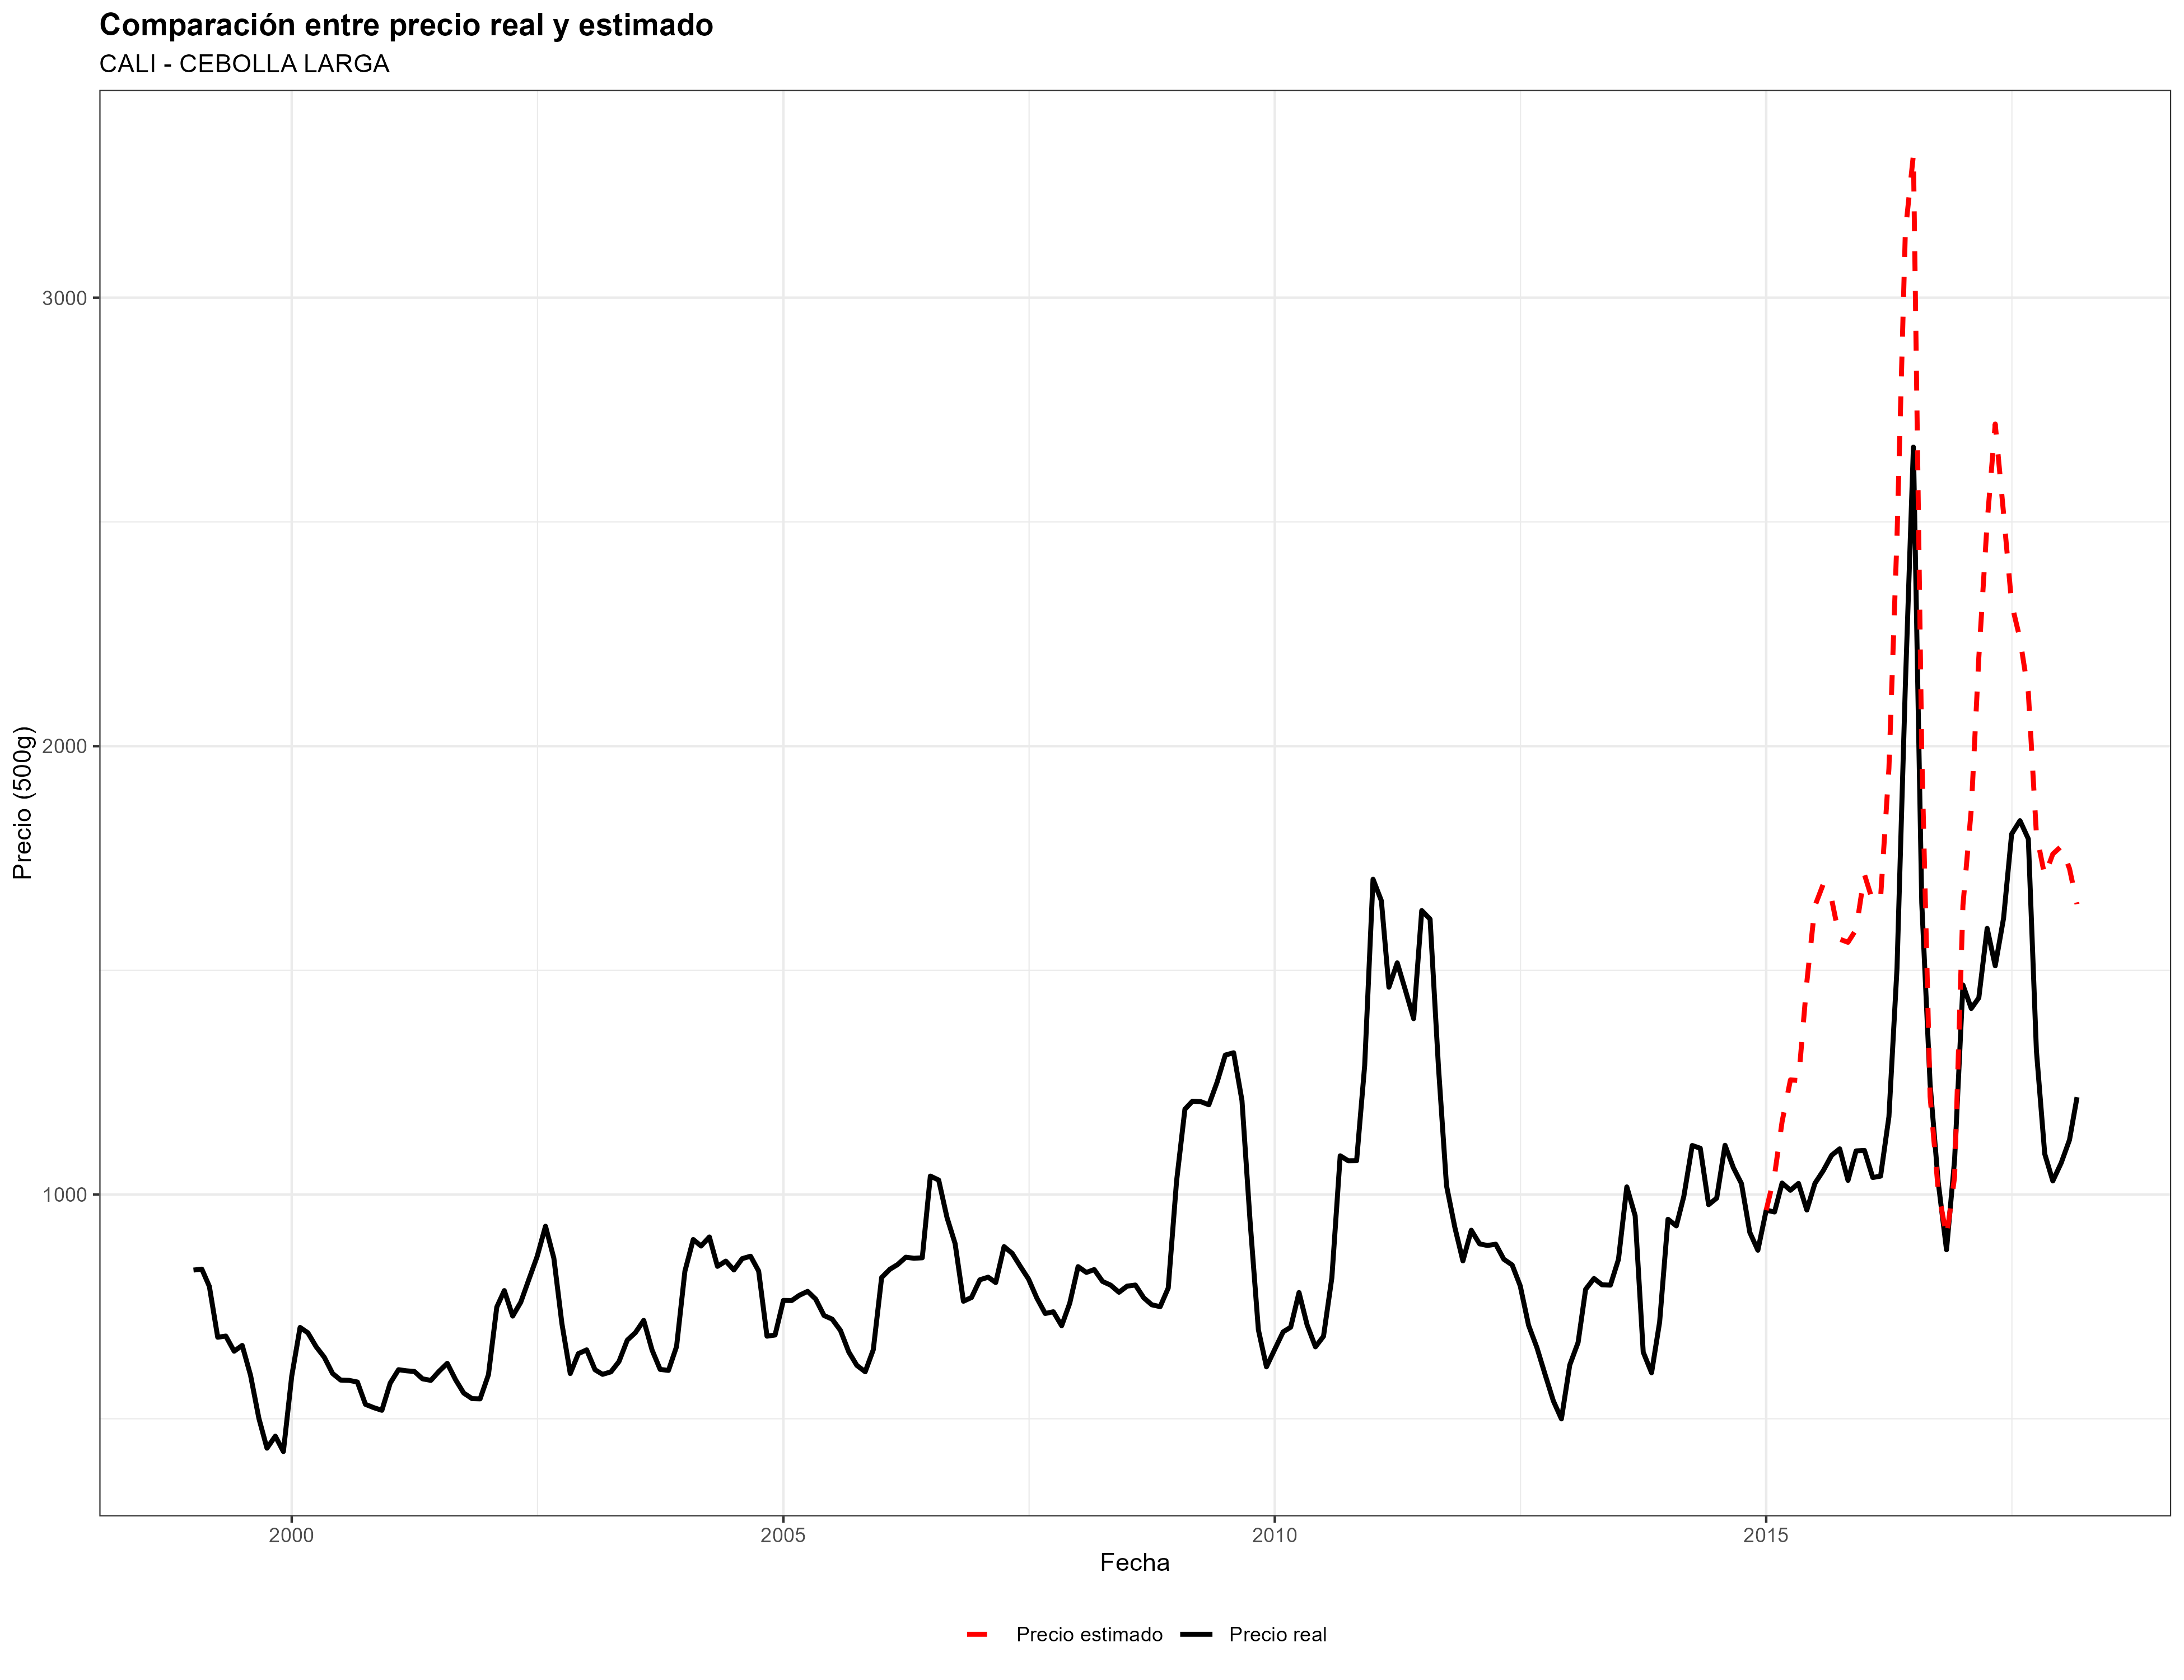 Comparación entre precio real y estimado
CALI - CEBOLLA LARGA
Precio (500g)
3000
2000
1000
2000
2005
2010
2015
Fecha
Precio estimado
Precio real